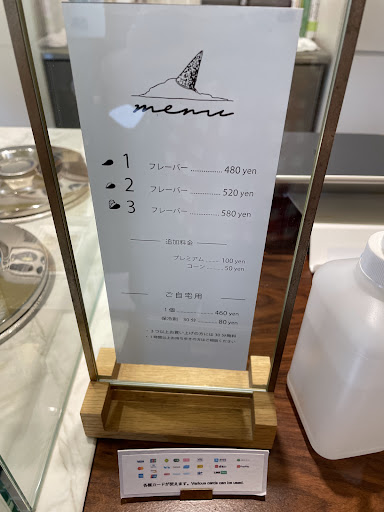 menu
1 フレーバー ............ 480 yen
2 フレーバー ............ 520 yen
3 フレーバー ............ 580 yen
追加料金
プレミアム ........ 100 yen
コーン ........ 50 yen
ご自宅用
1個 ............ 460 yen
保冷剤 30分 ........ 80 yen
各種カードが使えます。Various cards can be used.